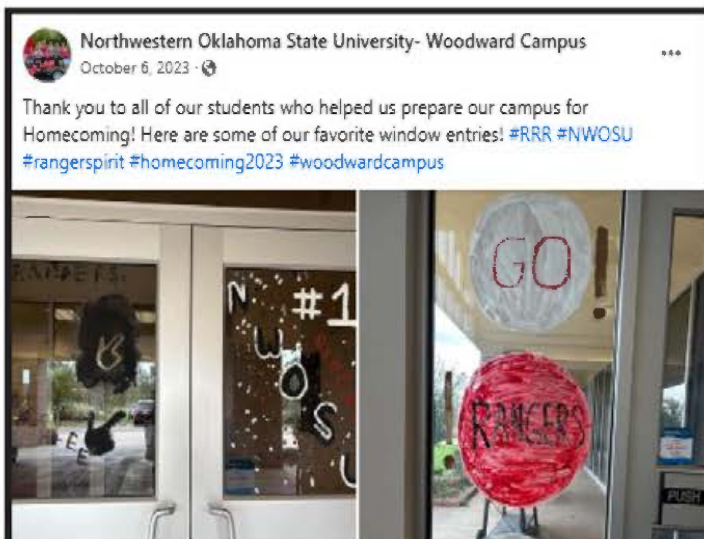 Northwestern Oklahoma State University- Woodward Campus
October 6, 2023
Thank you to all of our students who helped us prepare our campus for
Homecoming! Here are some of our favorite window entries! #RRR #NWOSU
#rangerspirit #homecoming2023 #woodwardcampus
#1
NWOSU
GO!
RANGERS
PUSH